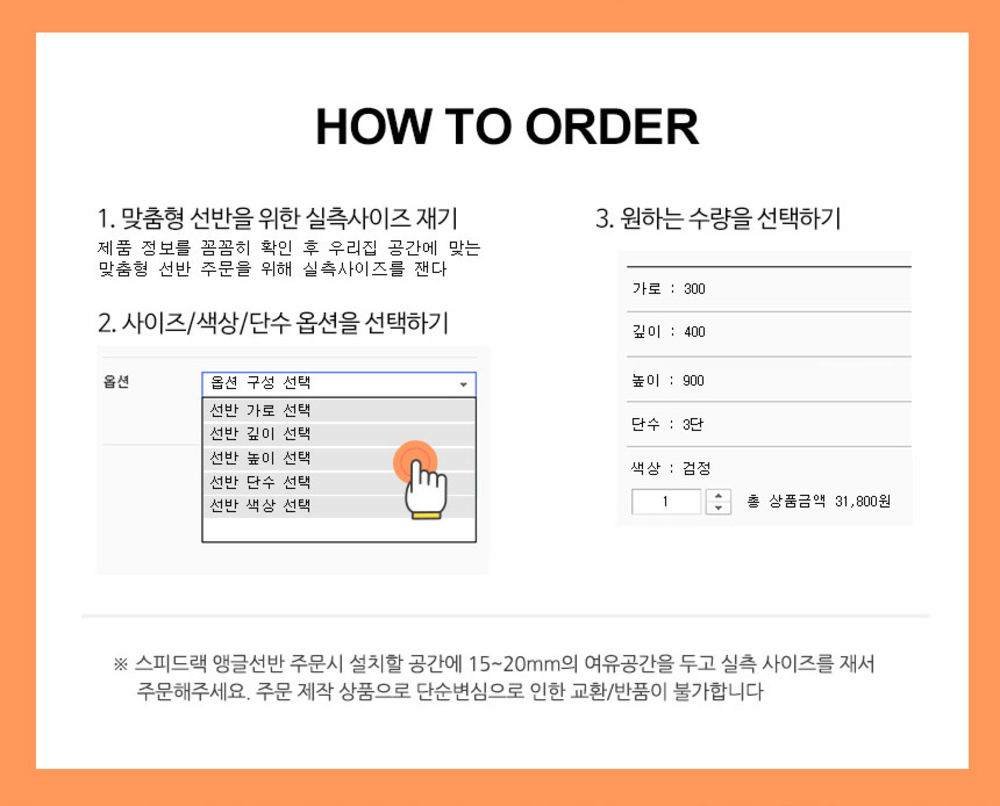 HOW TO ORDER
1. 맞춤형 선반을 위한 실측사이즈 재기
제품 정보를 꼼꼼히 확인 후 우리집 공간에 맞는
맞춤형 선반 주문을 위해 실측사이즈를 잰다
2. 사이즈/색상/단수 옵션을 선택하기
옵션
옵션 구성 선택
선반 가로 선택
선반 깊이 선택
선반 높이 선택
선반 단수 선택
선반 색상 선택
3. 원하는 수량을 선택하기
가로 : 300
깊이 : 400
높이 : 900
단수 : 3단
색상 : 검정
1 총 상품금액 31,800원
※ 스피드랙 앵글선반 주문시 설치할 공간에 15~20mm의 여유공간을 두고 실측 사이즈를 재서
주문해주세요. 주문 제작 상품으로 단순변심으로 인한 교환/반품이 불가합니다